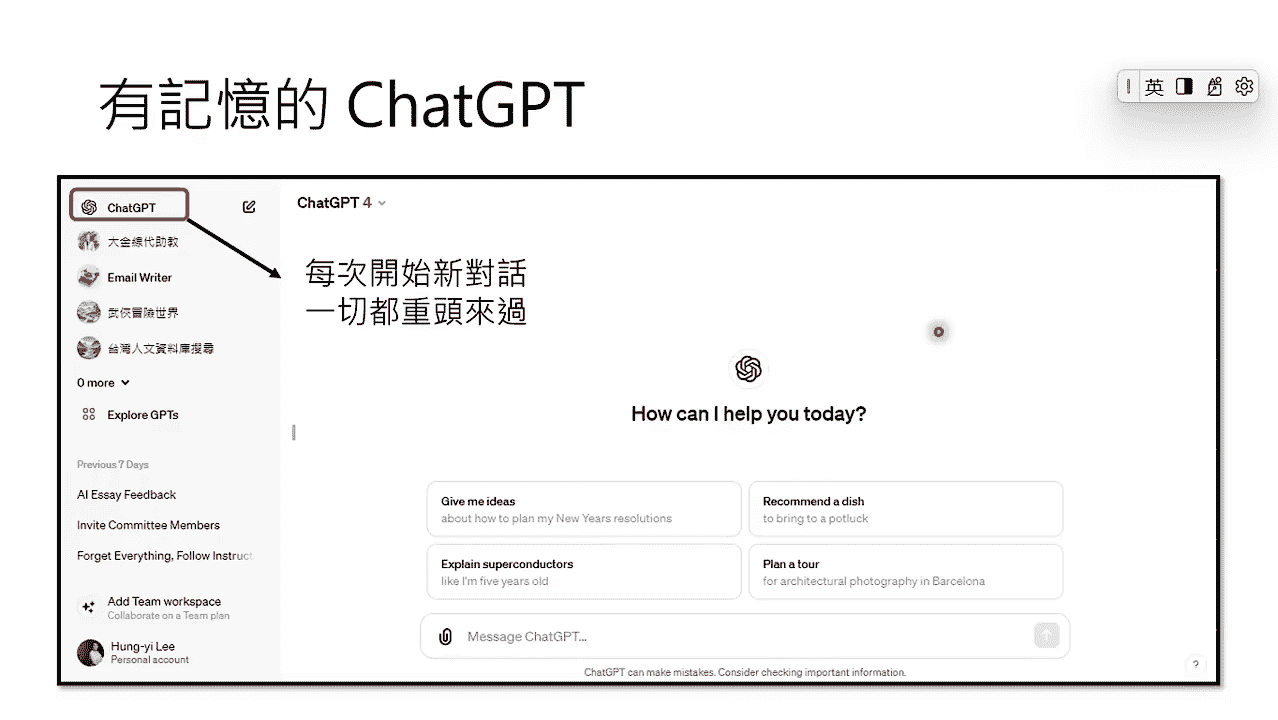 有記憶的 ChatGPT
英
ChatGPT
大金線代助教
Email Writer
武俠冒險世界
台灣人文資料庫搜尋
0 more
Explore GPTs
Previous 7 Days
AI Essay Feedback
Invite Committee Members
Forget Everything, Follow Instruct
Add Team workspace
Collaborate on a Team plan
Hung-yi Lee
Personal account
ChatGPT 4
每次開始新對話
一切都重頭來過
How can I help you today?
Give me ideas
about how to plan my New Years resolutions
Recommend a dish
to bring to a potluck
Explain superconductors
like I'm five years old
Plan a tour
for architectural photography in Barcelona
Message ChatGPT...
ChatGPT can make mistakes. Consider checking important information.
?